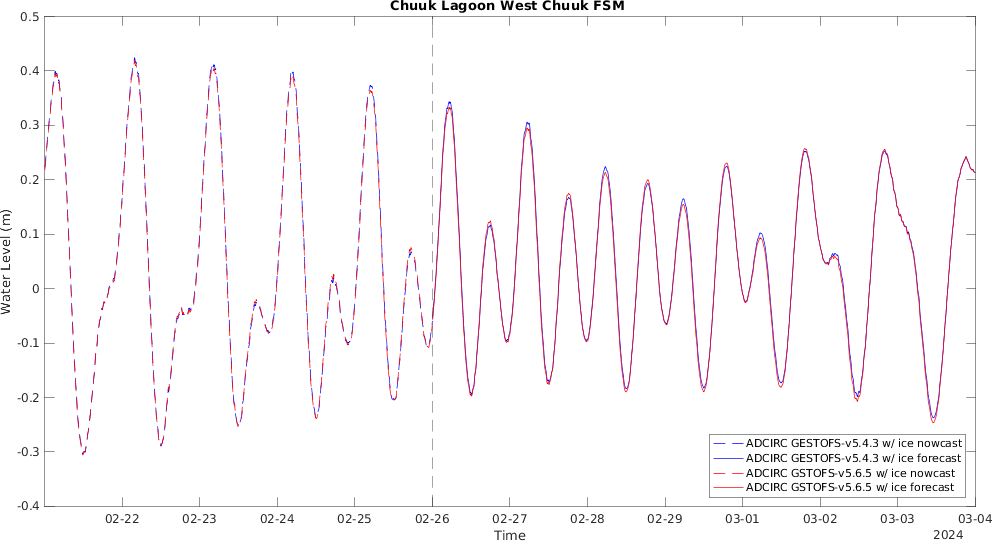 Chuuk Lagoon West Chuuk FSM
Water Level (m)
0.5
0.4
0.3
0.2
0.1
0
-0.1
-0.2
-0.3
-0.4
ADCIRC GESTOFS-v5.4.3 w/ ice nowcast
ADCIRC GESTOFS-v5.4.3 w/ ice forecast
ADCIRC GSTOFS-v5.6.5 w/ ice nowcast
ADCIRC GSTOFS-v5.6.5 w/ ice forecast
02-22 02-23 02-24 02-25 02-26 02-27 02-28 02-29 03-01 03-02 03-03 03-04
Time
2024